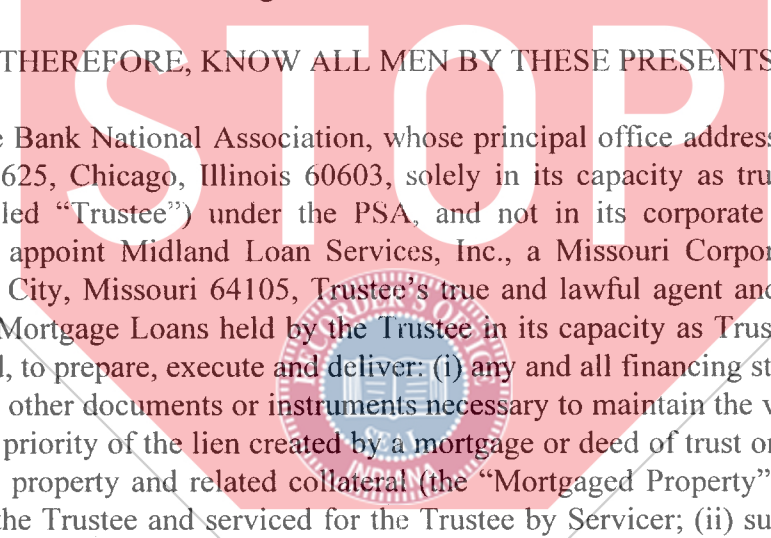 STOP
THEREFORE, KNOW ALL MEN BY THESE PRESENTS
e Bank National Association, whose principal office address
625, Chicago, Illinois 60603, solely in its capacity as tru
led “Trustee”) under the PSA, and not in its corporate
appoint Midland Loan Services, Inc., a Missouri Corpor
City, Missouri 64105, Trustee's true and lawful agent and
Mortgage Loans held by the Trustee in its capacity as Trus
l, to prepare, execute and deliver: (i) any and all financing st
other documents or instruments necessary to maintain the v
priority of the lien created by a mortgage or deed of trust or
property and related collateral (the “Mortgaged Property”
the Trustee and serviced for the Trustee by Servicer; (ii) su
RECORDER'S OFFICE
SEAL
INDIANA